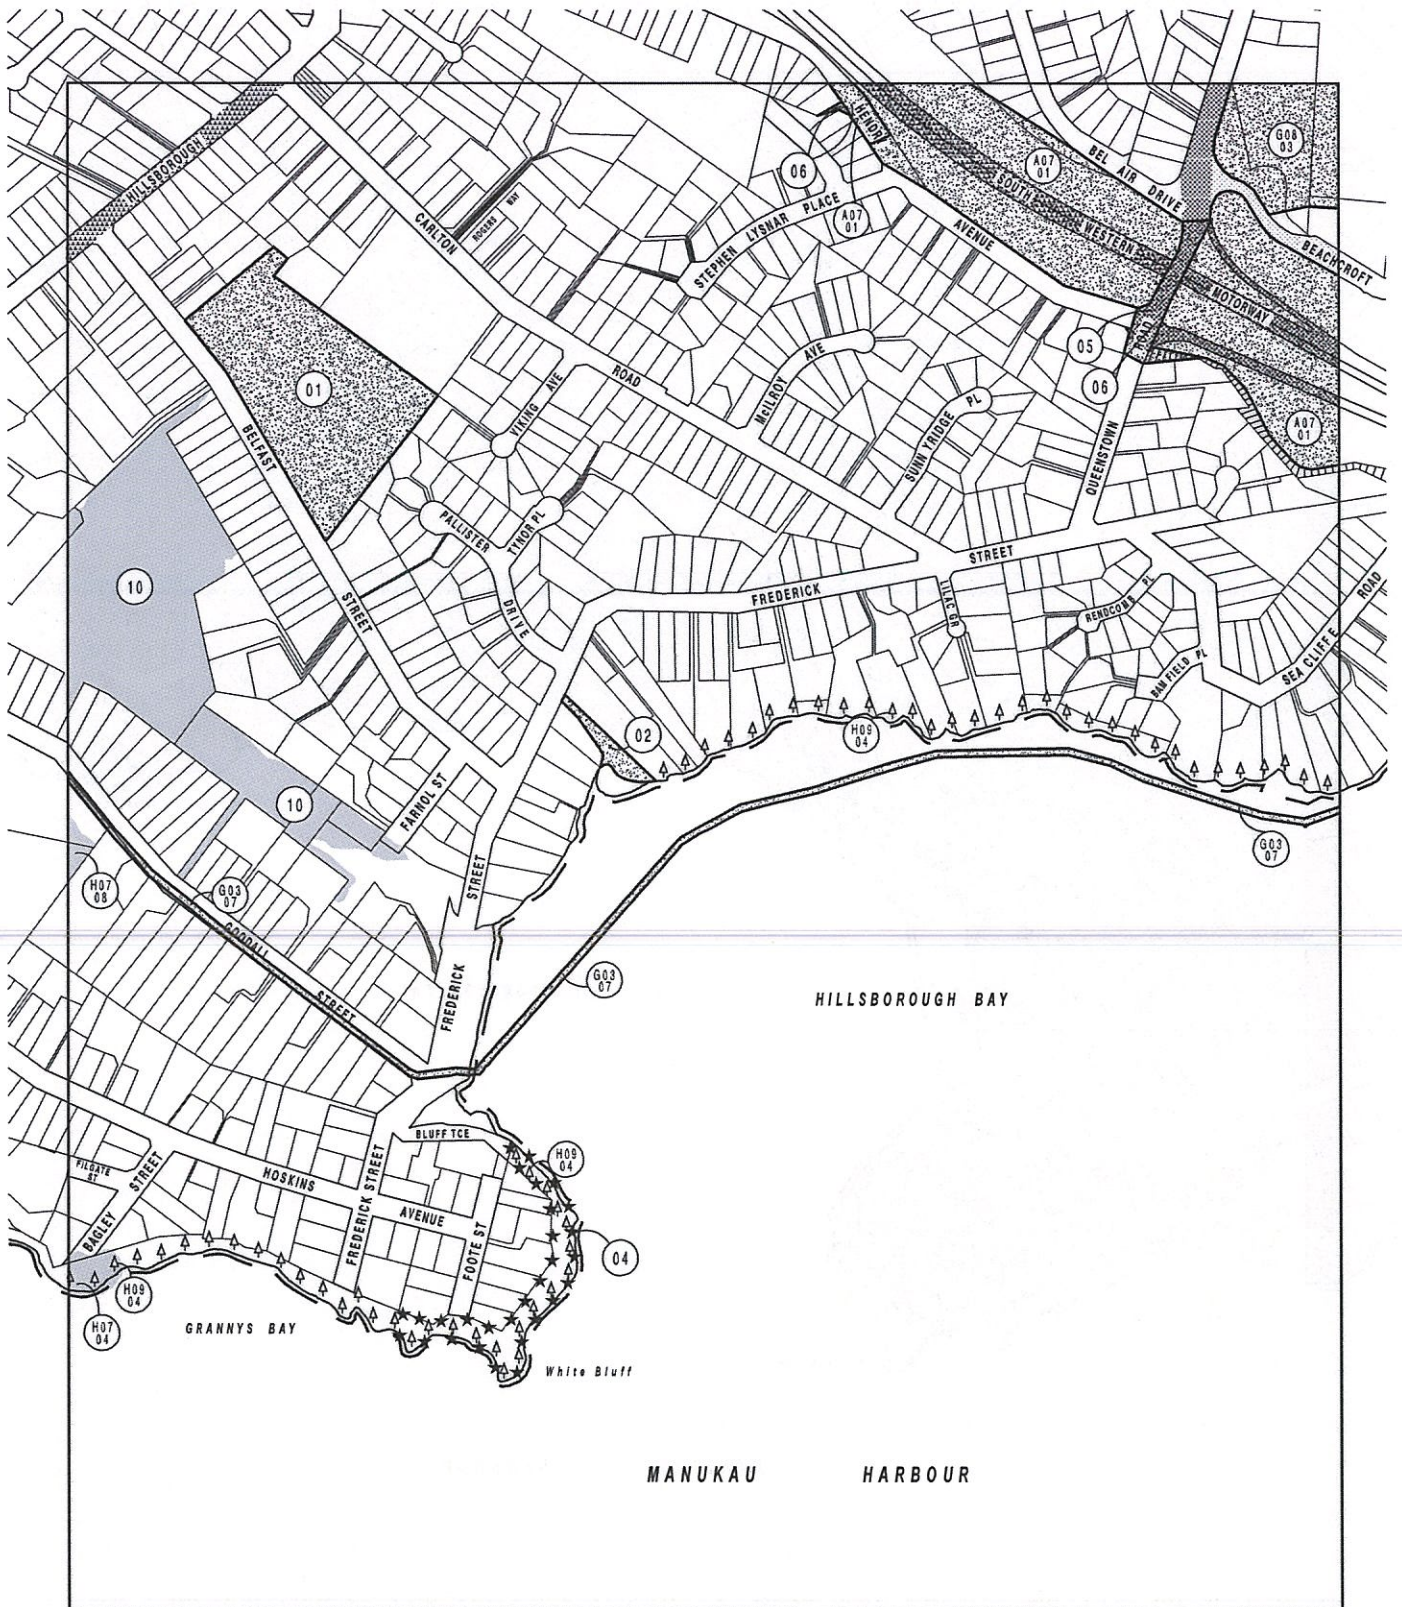 HILLSBOROUGH
HENDRY
G08
03
A07
01
BEL AIR DRIVE
SOUTH WESTERN MOTORWAY
BEACHCROFT
06
A07
01
STEPHEN LYSNAR PLACE
AVENUE
CARLTON ROAD
ROGERS WAY
05
06
ROAD
QUEENSTOWN
A07
01
McILROY AVE
VIKING AVE
SUNNYRIDGE PL
01
BELFAST STREET
PALLISTER DRIVE
TYNOR PL
10
FREDERICK STREET
LILAC GR
RENDCOMB PL
BAMFIELD PL
SEA CLIFFE ROAD
02
H09
04
10
FARNOL ST
G03
07
H07
08
G03
07
GOODALL STREET
STREET
FREDERICK
G03
07
HILLSBOROUGH BAY
BLUFF TCE
H09
04
FILGATE
ST
BAGLEY STREET
HOSKINS AVENUE
FREDERICK STREET
FOOTE ST
04
H09
04
H07
04
GRANNYS BAY
White Bluff
MANUKAU HARBOUR